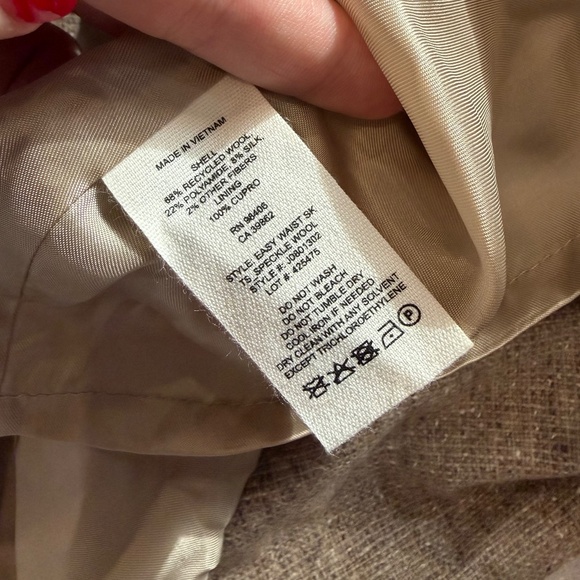 MADE IN VIETNAM
SHELL
68% RECYCLED WOOL,
22% POLYAMIDE, 8% SILK,
2% OTHER FIBERS
LINING
100% CUPRO
RN 96406
CA 39862
STYLE: EASY WAIST SK
TS, SPECKLE WOOL
STYLE #: J0801302
LOT #: 425475
DO NOT WASH
DO NOT BLEACH
DO NOT TUMBLE DRY
COOL IRON IF NEEDED
DRY CLEAN WITH ANY SOLVENT
EXCEPT TRICHLOROETHYLENE
P